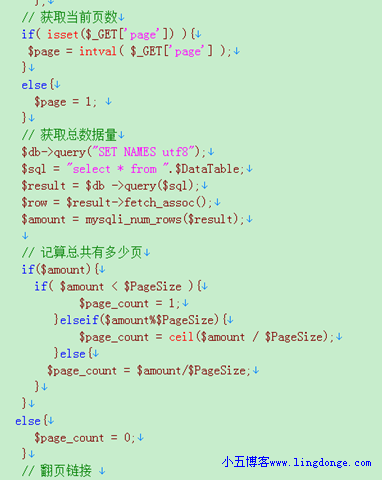 };↓
// 获取当前页数↓
if( isset($_GET['page']) ){↓
$page = intval( $_GET['page'] );↓
}↓
else{↓
$page = 1; ↓
}↓
// 获取总数据量↓
$db->query("SET NAMES utf8");↓
$sql = "select * from ".$DataTable;↓
$result = $db ->query($sql);↓
$row = $result->fetch_assoc();↓
$amount = mysqli_num_rows($result);↓
↓
// 记算总共有多少页↓
if($amount){↓
if( $amount < $PageSize ){↓
$page_count = 1;↓
}elseif($amount%$PageSize){↓
$page_count = ceil($amount / $PageSize);↓
}else{↓
$page_count = $amount/$PageSize;↓
}↓
}↓
else{↓
$page_count = 0;↓
}↓
// 翻页链接 ↓
小五博客www.lingdonge.com